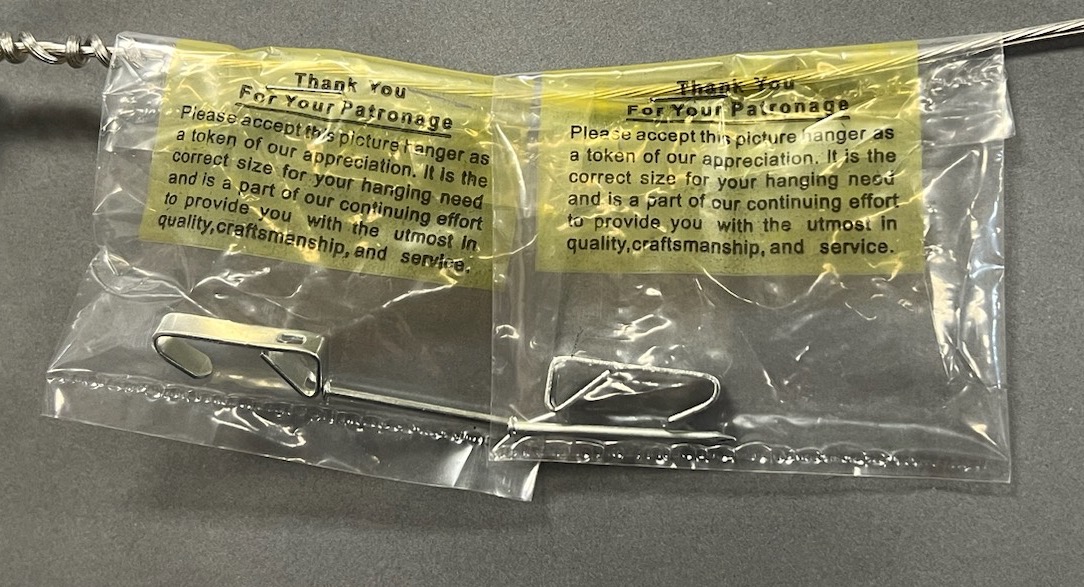 Thank You
For Your Patronage
Please accept this picture hanger as
a token of our appreciation. It is the
correct size for your hanging need
and is a part of our continuing effort
to provide you with the utmost in
quality,craftsmanship, and service.
Thank You
For Your Patronage
Please accept this picture hanger as
a token of our appreciation. It is the
correct size for your hanging need
and is a part of our continuing effort
to provide you with the utmost in
quality,craftsmanship, and service.